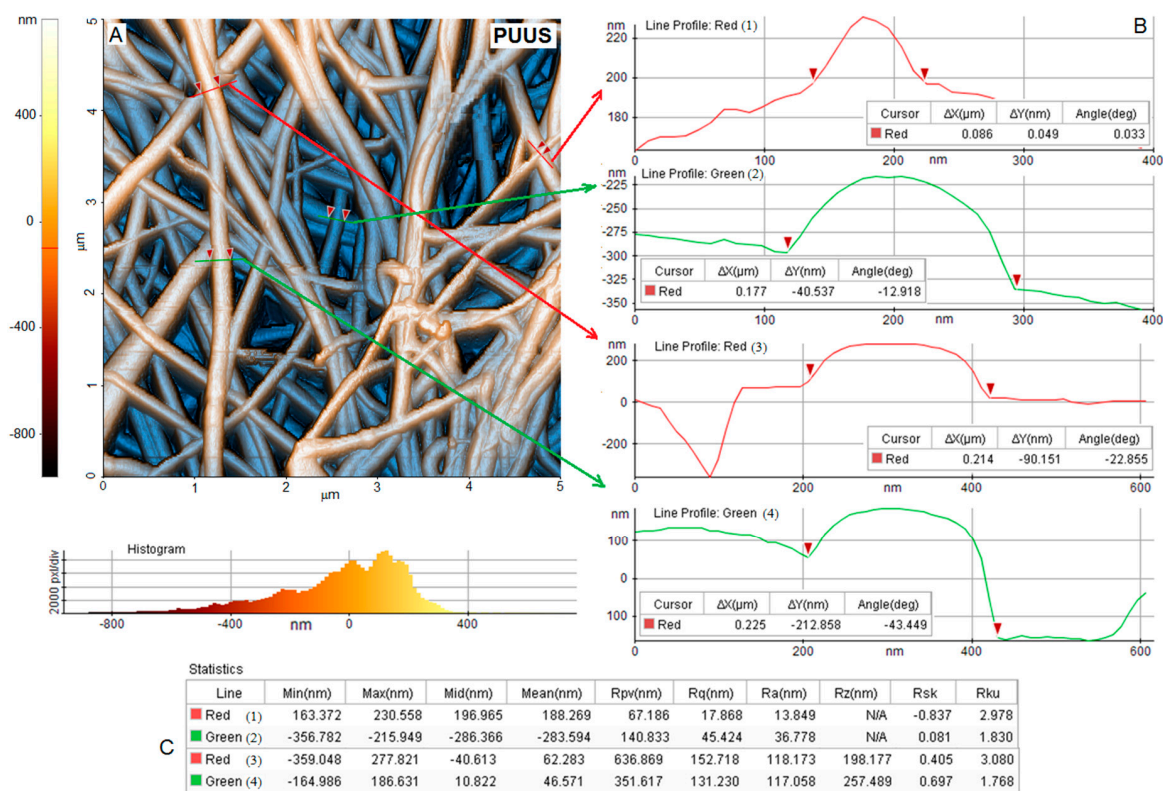 nm
400
0
-400
-800
A
PUUS
5
4
3
2
1
0
μm
0 1 2 3 4 5
μm
B
nm
Line Profile: Red (1)
220
200
180
Cursor ΔX(μm) ΔY(nm) Angle(deg)
Red 0.086 0.049 0.033
0 100 200 300 400
nm
nm
Line Profile: Green (2)
-225
-250
-275
-300
-325
-350
Cursor ΔX(μm) ΔY(nm) Angle(deg)
Red 0.177 -40.537 -12.918
0 100 200 300 400
nm
nm
Line Profile: Red (3)
200
0
-200
Cursor ΔX(μm) ΔY(nm) Angle(deg)
Red 0.214 -90.151 -22.855
0 200 400 600
nm
nm
Line Profile: Green (4)
100
0
100
Cursor ΔX(μm) ΔY(nm) Angle(deg)
Red 0.225 -212.858 -43.449
0 200 400 600
nm
Histogram
2000 pxl/div
-800 -400 0 400
nm
C
Statistics
Line Min(nm) Max(nm) Mid(nm) Mean(nm) Rpv(nm) Rq(nm) Ra(nm) Rz(nm) Rsk Rku
Red (1) 163.372 230.558 196.965 188.269 67.186 17.868 13.849 N/A -0.837 2.978
Green (2) -356.782 -215.949 -286.366 -283.594 140.833 45.424 36.778 N/A 0.081 1.830
Red (3) -359.048 277.821 -40.613 62.283 636.869 152.718 118.173 198.177 0.405 3.080
Green (4) -164.986 186.631 10.822 46.571 351.617 131.230 117.058 257.489 0.697 1.768